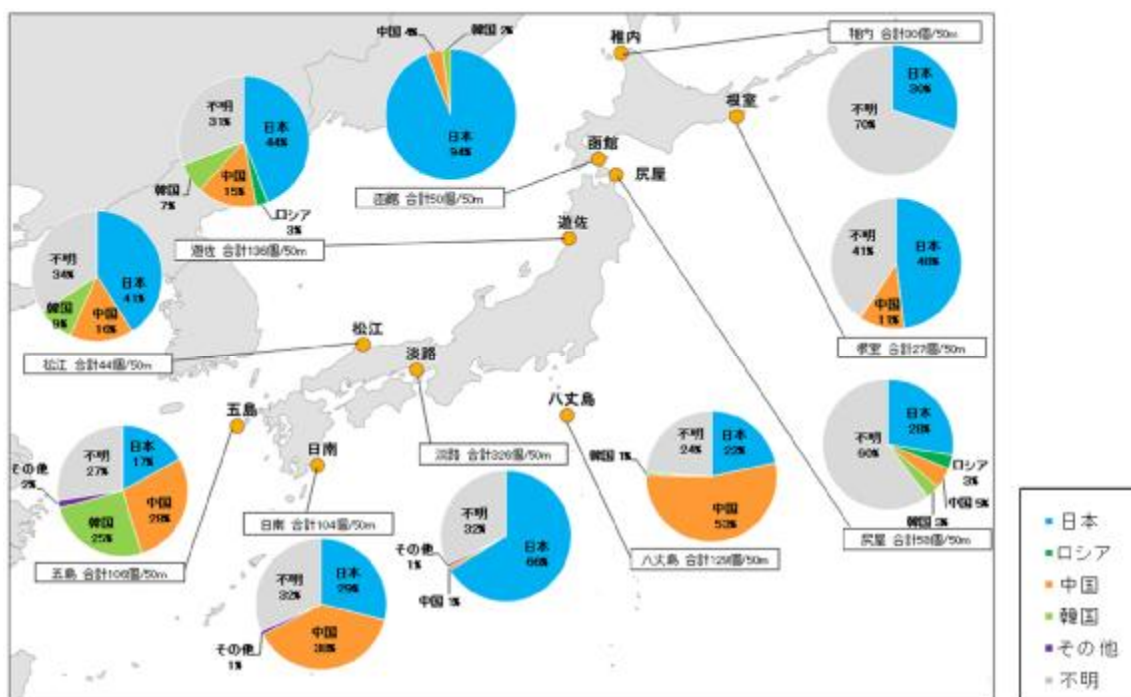 中国 4%
韓国 2%
日本
94%
稚内
稚内 合計30個/50m
日本
30%
不明
70%
根室
函館
尻屋
函館 合計50個/50m
不明
31%
日本
44%
韓国
7%
中国
15%
ロシア
3%
遊佐
遊佐 合計136個/50m
不明
41%
日本
48%
中国
11%
根室 合計27個/50m
不明
34%
日本
41%
韓国
9%
中国
16%
松江
松江 合計44個/50m
淡路
五島
八丈島
日南
不明
60%
日本
28%
ロシア
3%
中国 5%
韓国 3%
尻屋 合計58個/50m
その他
2%
不明
27%
日本
17%
中国
28%
韓国
25%
五島 合計106個/50m
淡路 合計326個/50m
韓国 1%
不明
24%
日本
22%
中国
53%
八丈島 合計129個/50m
日南 合計104個/50m
不明
32%
日本
29%
中国
38%
その他
1%
不明
32%
日本
66%
その他
1%
中国 1%
日本
ロシア
中国
韓国
その他
不明